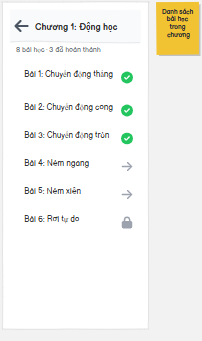 Chương 1: Động học
Danh sách
bài học
trong
chương
8 bài học · 3 đã hoàn thành
Bài 1: Chuyển động thẳng
Bài 2: Chuyển động cong
Bài 3: Chuyển động tròn
Bài 4: Ném ngang
Bài 5: Ném xiên
Bài 6: Rơi tự do